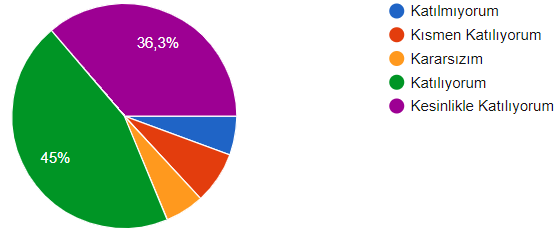 36,3%
45%
Katılmıyorum
Kısmen Katılıyorum
Kararsızım
Katılıyorum
Kesinlikle Katılıyorum